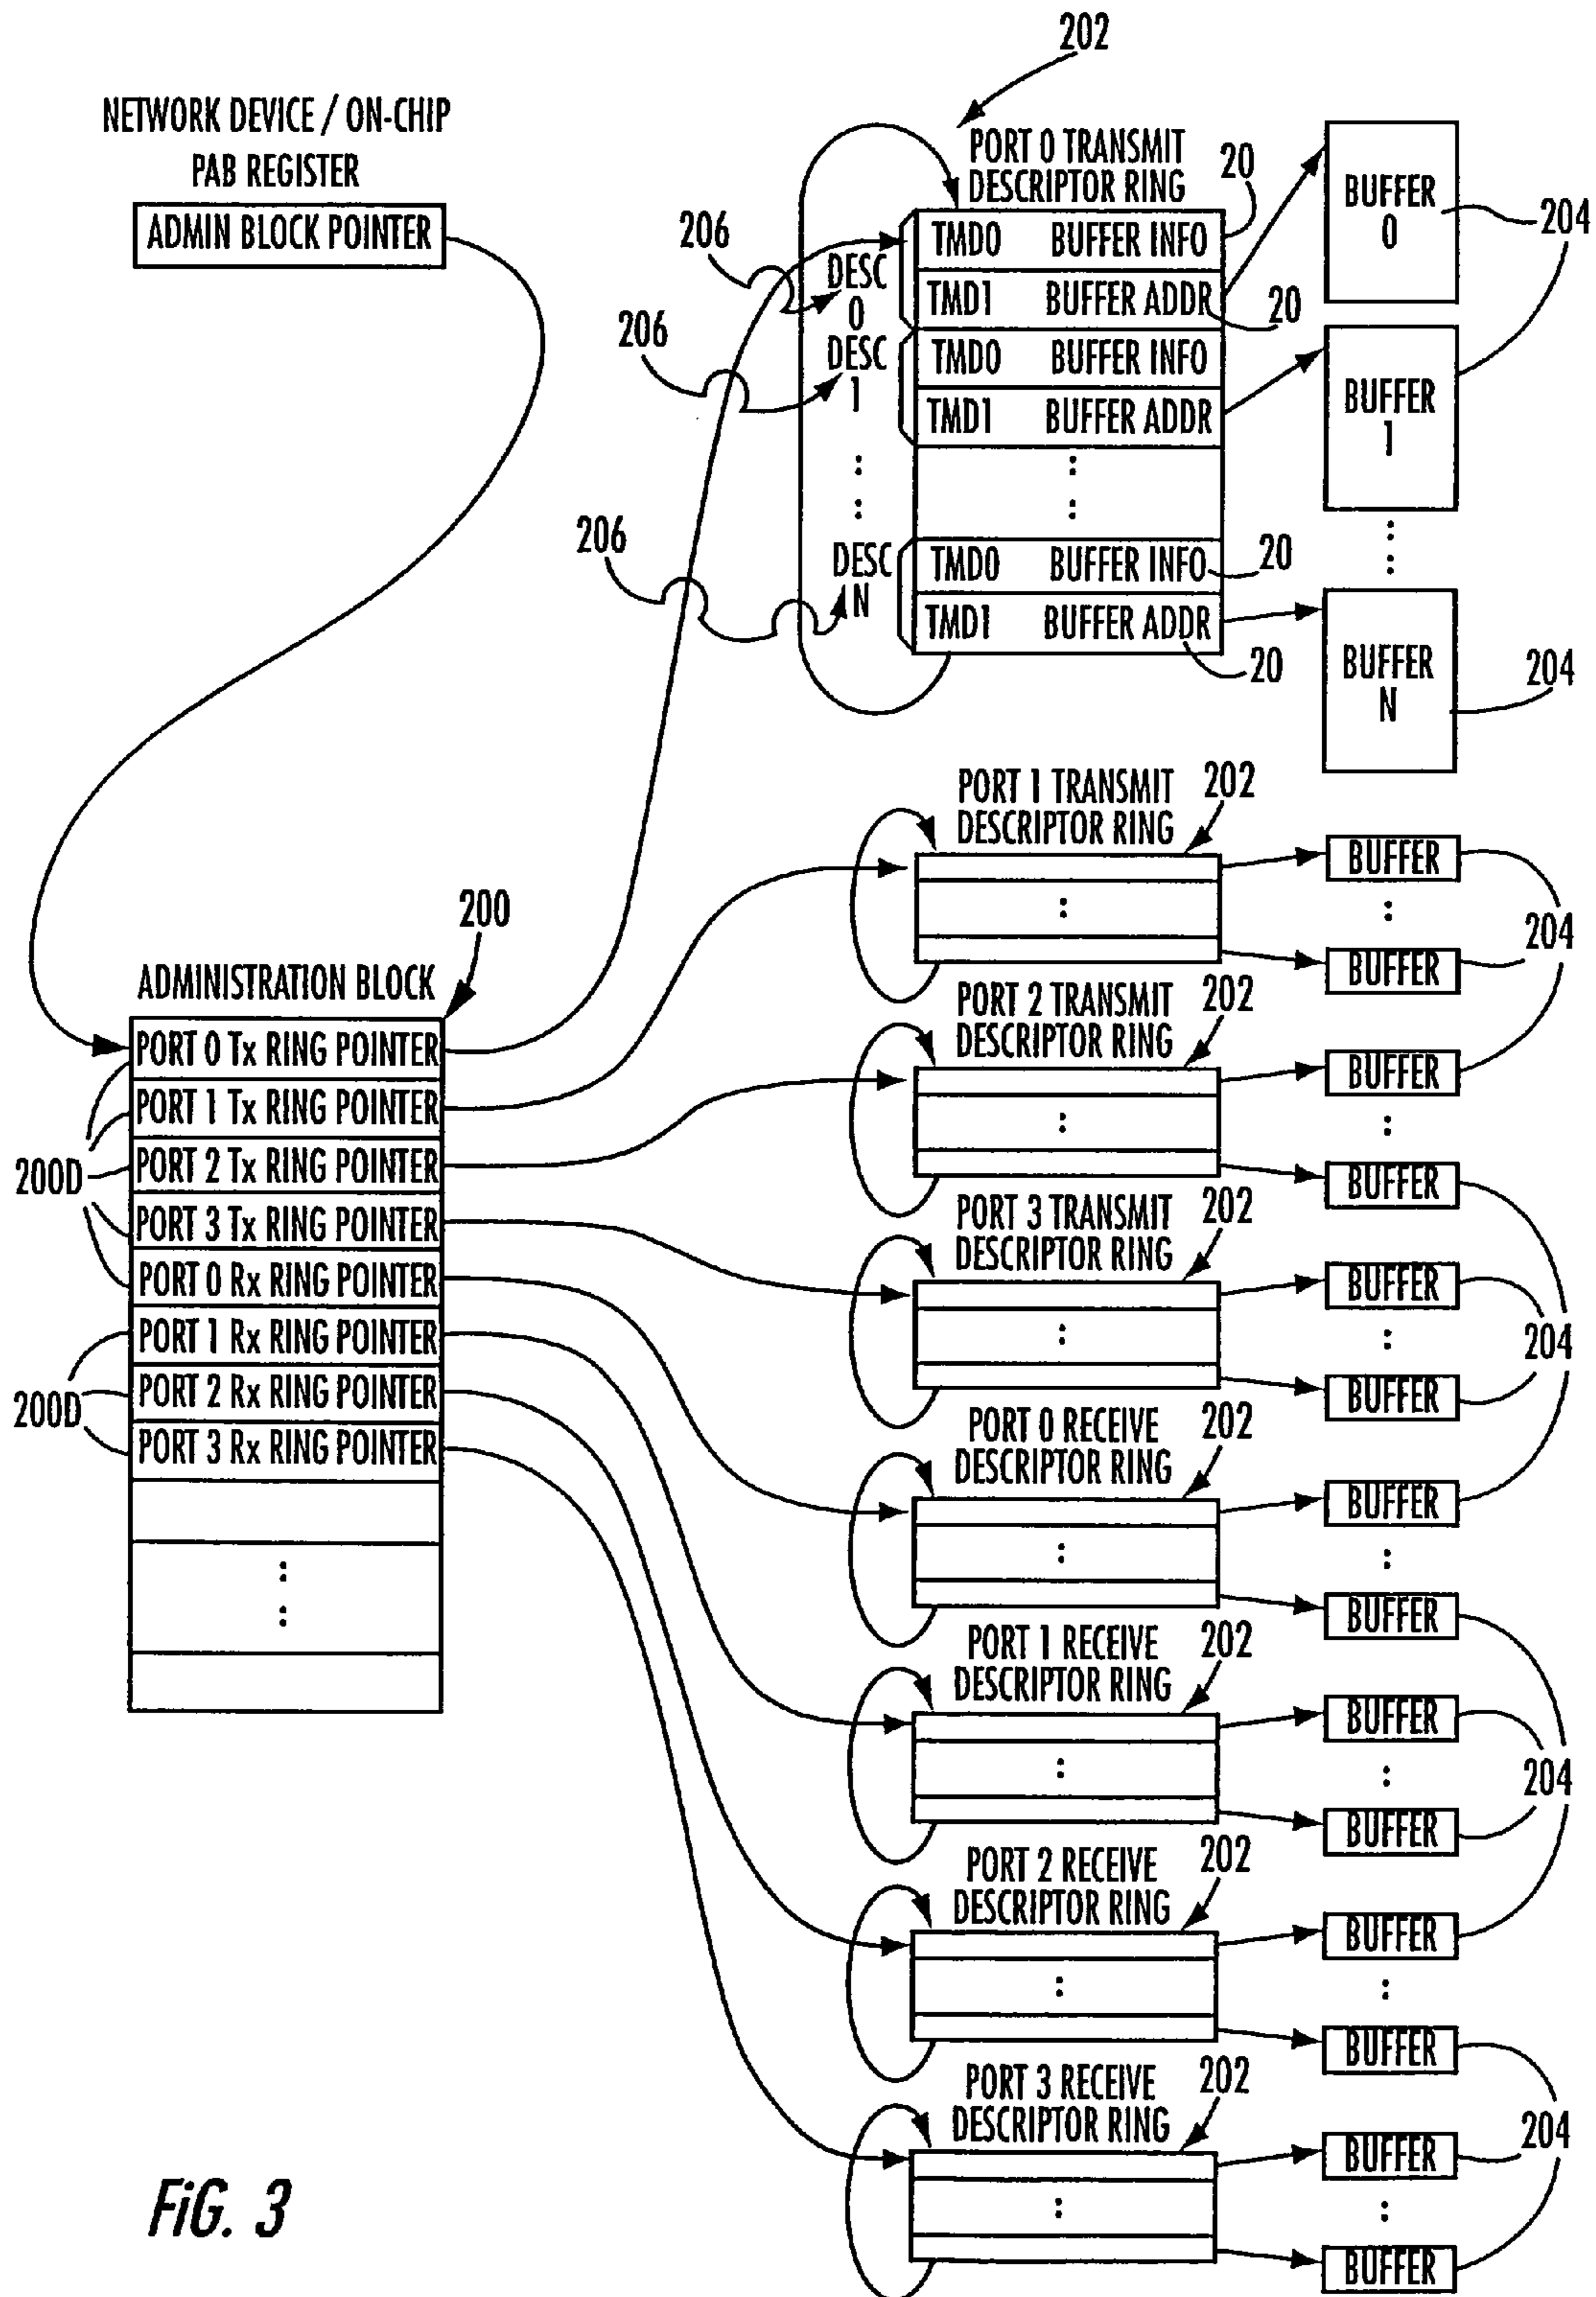 202
NETWORK DEVICE / ON-CHIP
PAB REGISTER
ADMIN BLOCK POINTER
PORT 0 TRANSMIT
DESCRIPTOR RING
20
206
DESC
0
TMD0 BUFFER INFO
TMD1 BUFFER ADDR
20
BUFFER
0
204
206
DESC
1
TMD0 BUFFER INFO
TMD1 BUFFER ADDR
BUFFER
1
:
:
:
:
:
:
206
DESC
N
TMD0 BUFFER INFO
20
TMD1 BUFFER ADDR
20
BUFFER
N
204
PORT 1 TRANSMIT
DESCRIPTOR RING
202
BUFFER
:
:
204
BUFFER
200
ADMINISTRATION BLOCK
PORT 0 Tx RING POINTER
PORT 1 Tx RING POINTER
PORT 2 Tx RING POINTER
PORT 3 Tx RING POINTER
PORT 0 Rx RING POINTER
PORT 1 Rx RING POINTER
PORT 2 Rx RING POINTER
PORT 3 Rx RING POINTER
:
:
200D
200D
PORT 2 TRANSMIT
DESCRIPTOR RING
202
BUFFER
:
:
BUFFER
PORT 3 TRANSMIT
DESCRIPTOR RING
202
BUFFER
:
:
204
BUFFER
PORT 0 RECEIVE
DESCRIPTOR RING
202
BUFFER
:
:
BUFFER
PORT 1 RECEIVE
DESCRIPTOR RING
202
BUFFER
:
:
204
BUFFER
PORT 2 RECEIVE
DESCRIPTOR RING
202
BUFFER
:
:
BUFFER
PORT 3 RECEIVE
DESCRIPTOR RING
202
BUFFER
204
:
:
BUFFER
FIG. 3